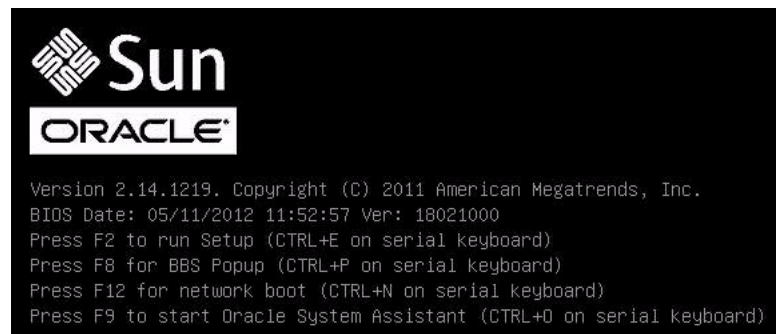 Sun
ORACLE
Version 2.14.1219. Copyright (C) 2011 American Megatrends, Inc.
BIOS Date: 05/11/2012 11:52:57 Ver: 18021000
Press F2 to run Setup (CTRL+E on serial keyboard)
Press F8 for BBS Popup (CTRL+P on serial keyboard)
Press F12 for network boot (CTRL+N on serial keyboard)
Press F9 to start Oracle System Assistant (CTRL+O on serial keyboard)